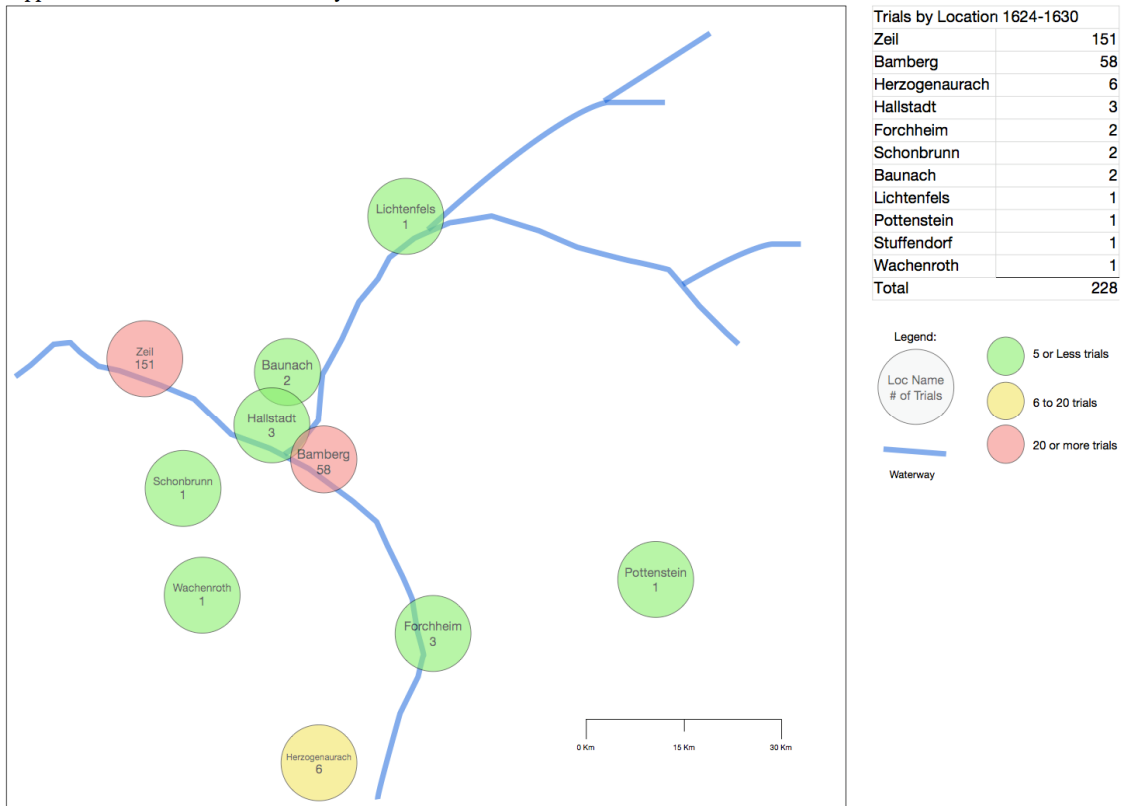 Trials by Location 1624-1630
Zeil 151
Bamberg 58
Herzogenaurach 6
Hallstadt 3
Forchheim 2
Schonbrunn 2
Baunach 2
Lichtenfels 1
Pottenstein 1
Stuffendorf 1
Wachenroth 1
Total 228
Lichtenfels
1
Zeil
151
Baunach
2
Hallstadt
3
Bamberg
58
Schonbrunn
1
Wachenroth
1
Pottenstein
1
Forchheim
3
Herzogenaurach
6
0 Km
15 Km
30 Km
Legend:
Loc Name
# of Trials
Waterway
5 or Less trials
6 to 20 trials
20 or more trials